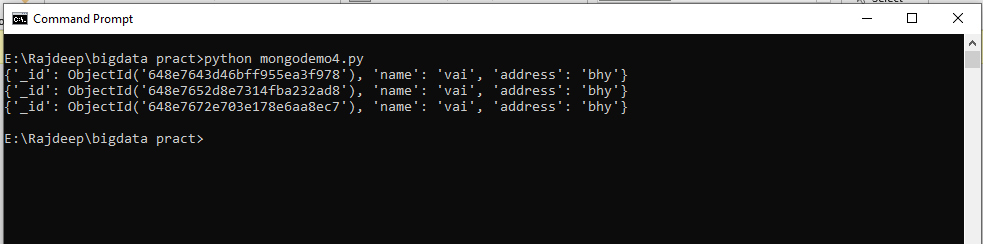 Select
Command Prompt
E:\Rajdeep\bigdata pract>python mongodemo4.py
{'_id': ObjectId('648e7643d46bff955ea3f978'), 'name': 'vai', 'address': 'bhy'}
{'_id': ObjectId('648e7652d8e7314fba232ad8'), 'name': 'vai', 'address': 'bhy'}
{'_id': ObjectId('648e7672e703e178e6aa8ec7'), 'name': 'vai', 'address': 'bhy'}
E:\Rajdeep\bigdata pract>